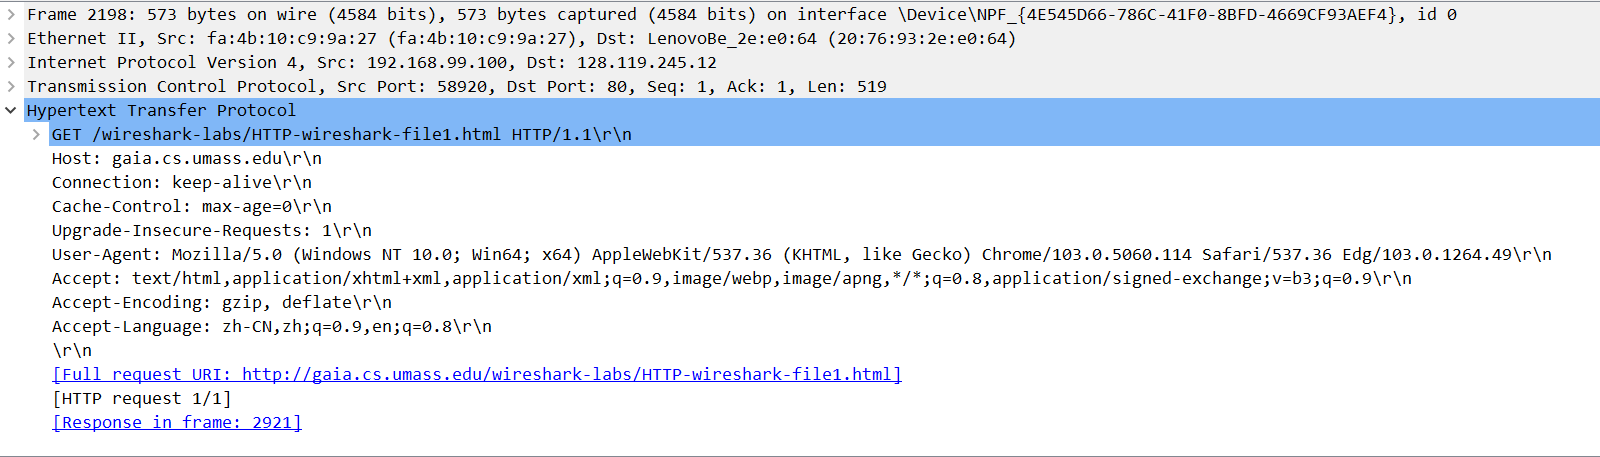 Frame 2198: 573 bytes on wire (4584 bits), 573 bytes captured (4584 bits) on interface \Device\NPF_{4E545D66-786C-41F0-8BFD-4669CF93AEF4}, id 0
Ethernet II, Src: fa:4b:10:c9:9a:27 (fa:4b:10:c9:9a:27), Dst: LenovoBe_2e:e0:64 (20:76:93:2e:e0:64)
Internet Protocol Version 4, Src: 192.168.99.100, Dst: 128.119.245.12
Transmission Control Protocol, Src Port: 58920, Dst Port: 80, Seq: 1, Ack: 1, Len: 519
Hypertext Transfer Protocol
GET /wireshark-labs/HTTP-wireshark-file1.html HTTP/1.1\r\n
Host: gaia.cs.umass.edu\r\n
Connection: keep-alive\r\n
Cache-Control: max-age=0\r\n
Upgrade-Insecure-Requests: 1\r\n
User-Agent: Mozilla/5.0 (Windows NT 10.0; Win64; x64) AppleWebKit/537.36 (KHTML, like Gecko) Chrome/103.0.5060.114 Safari/537.36 Edg/103.0.1264.49\r\n
Accept: text/html,application/xhtml+xml,application/xml;q=0.9,image/webp,image/apng,*/*;q=0.8,application/signed-exchange;v=b3;q=0.9\r\n
Accept-Encoding: gzip, deflate\r\n
Accept-Language: zh-CN,zh;q=0.9,en;q=0.8\r\n
\r\n
[Full request URI: http://gaia.cs.umass.edu/wireshark-labs/HTTP-wireshark-file1.html]
[HTTP request 1/1]
[Response in frame: 2921]